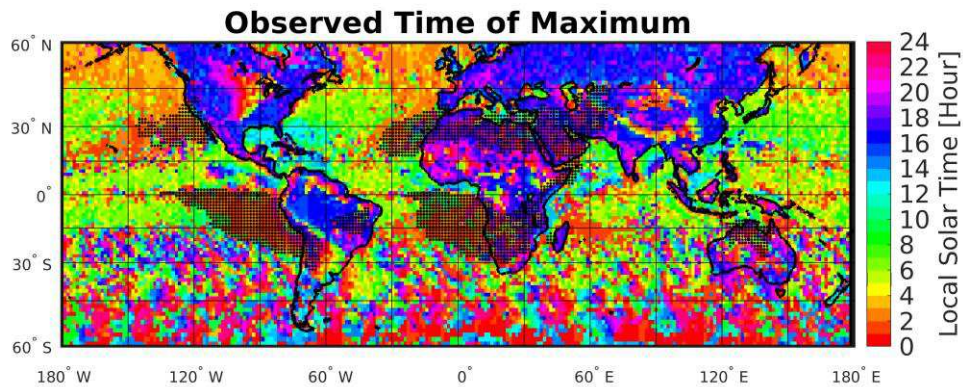 Observed Time of Maximum
60° N
30° N
0°
30° S
60° S
180° W
120° W
60° W
0°
60° E
120° E
180° E
24
22
20
18
16
14
12
10
8
6
4
2
0
Local Solar Time [Hour]